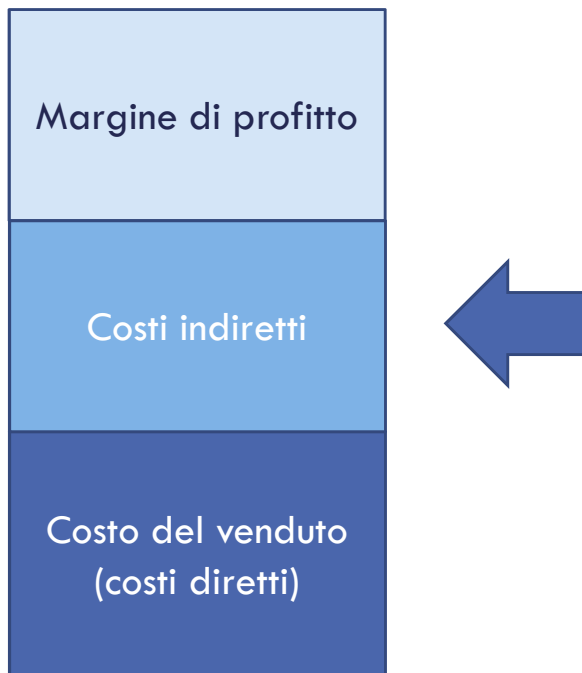 Margine di profitto
Costi indiretti
Costo del venduto
(costi diretti)